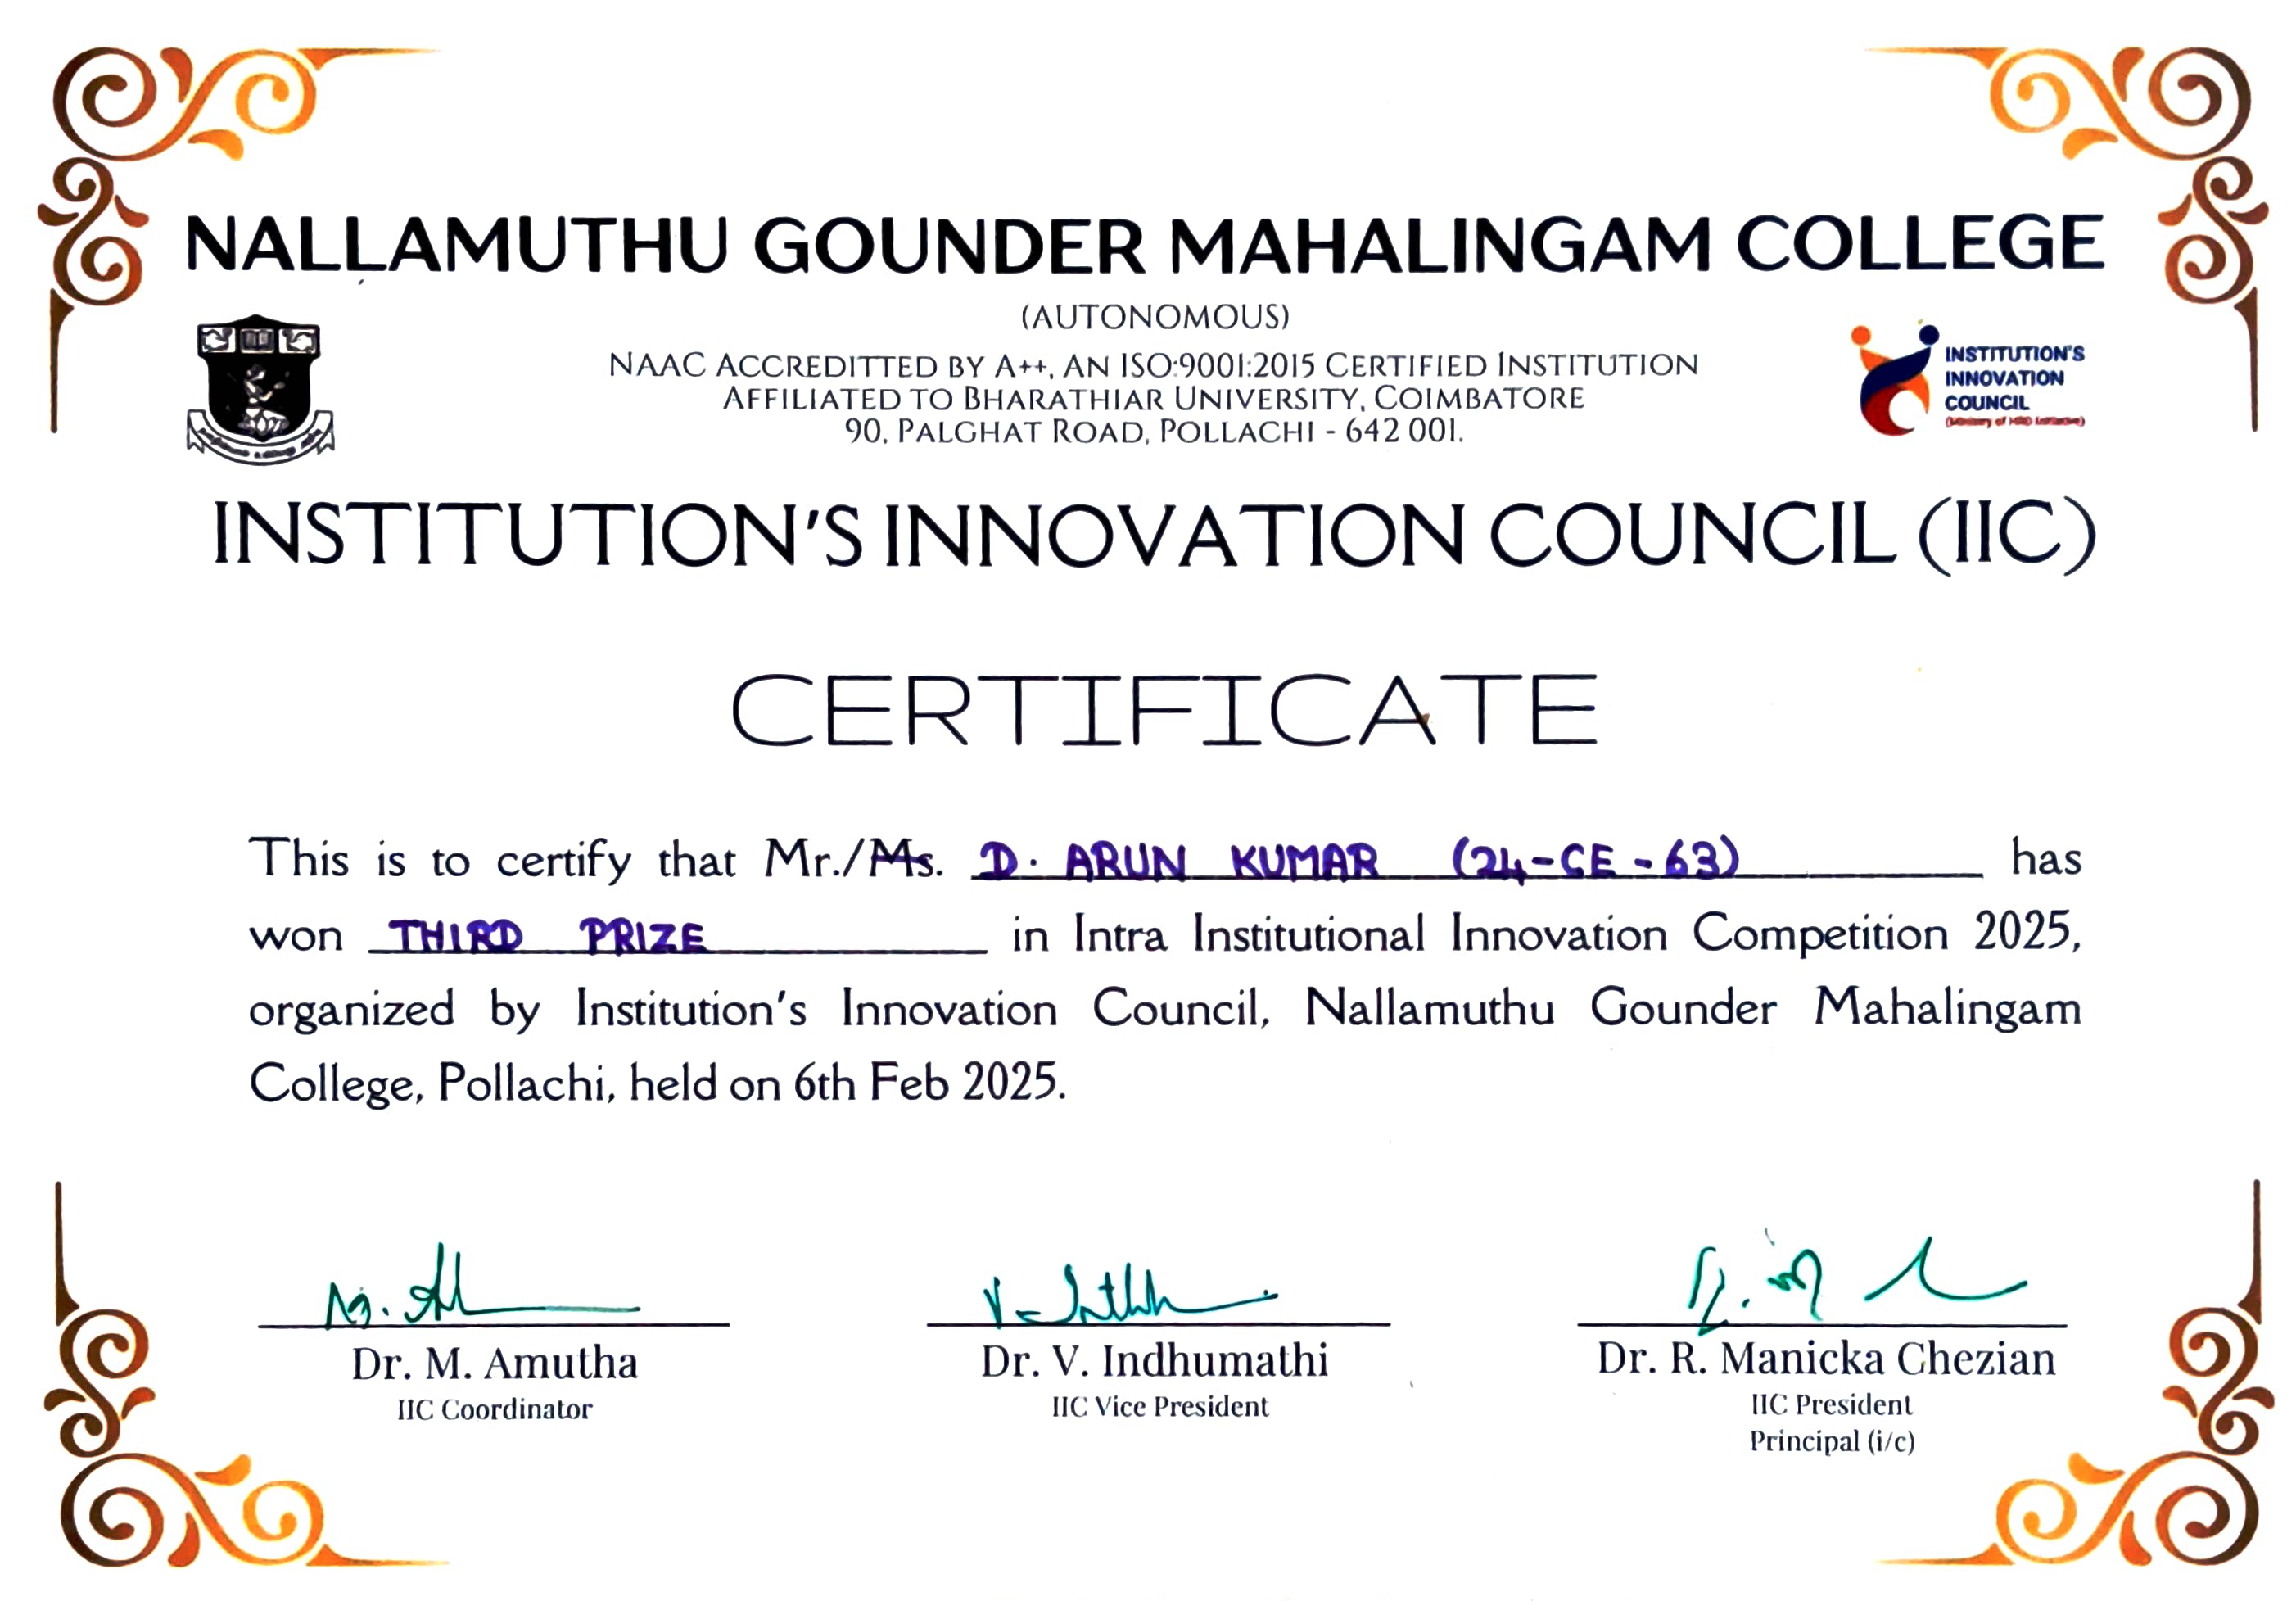 NALLAMUTHU GOUNDER MAHALINGAM COLLEGE
(AUTONOMOUS)
NAAC ACCREDITTED BY A++, AN ISO:9001:2015 CERTIFIED INSTITUTION
AFFILIATED TO BHARATHIAR UNIVERSITY, COIMBATORE
90, PALGHAT ROAD, POLLACHI - 642 001.
INSTITUTION'S
INNOVATION
COUNCIL
(Ministry of HRD Initiative)
INSTITUTION'S INNOVATION COUNCIL (IIC)
CERTIFICATE
This is to certify that Mr./Ms. D. ARUN KUMAR (24-CE-63) has
won THIRD PRIZE in Intra Institutional Innovation Competition 2025,
organized by Institution's Innovation Council, Nallamuthu Gounder Mahalingam
College, Pollachi, held on 6th Feb 2025.
Dr. M. Amutha
IIC Coordinator
Dr. V. Indhumathi
IIC Vice President
Dr. R. Manicka Chezian
IIC President
Principal (i/c)